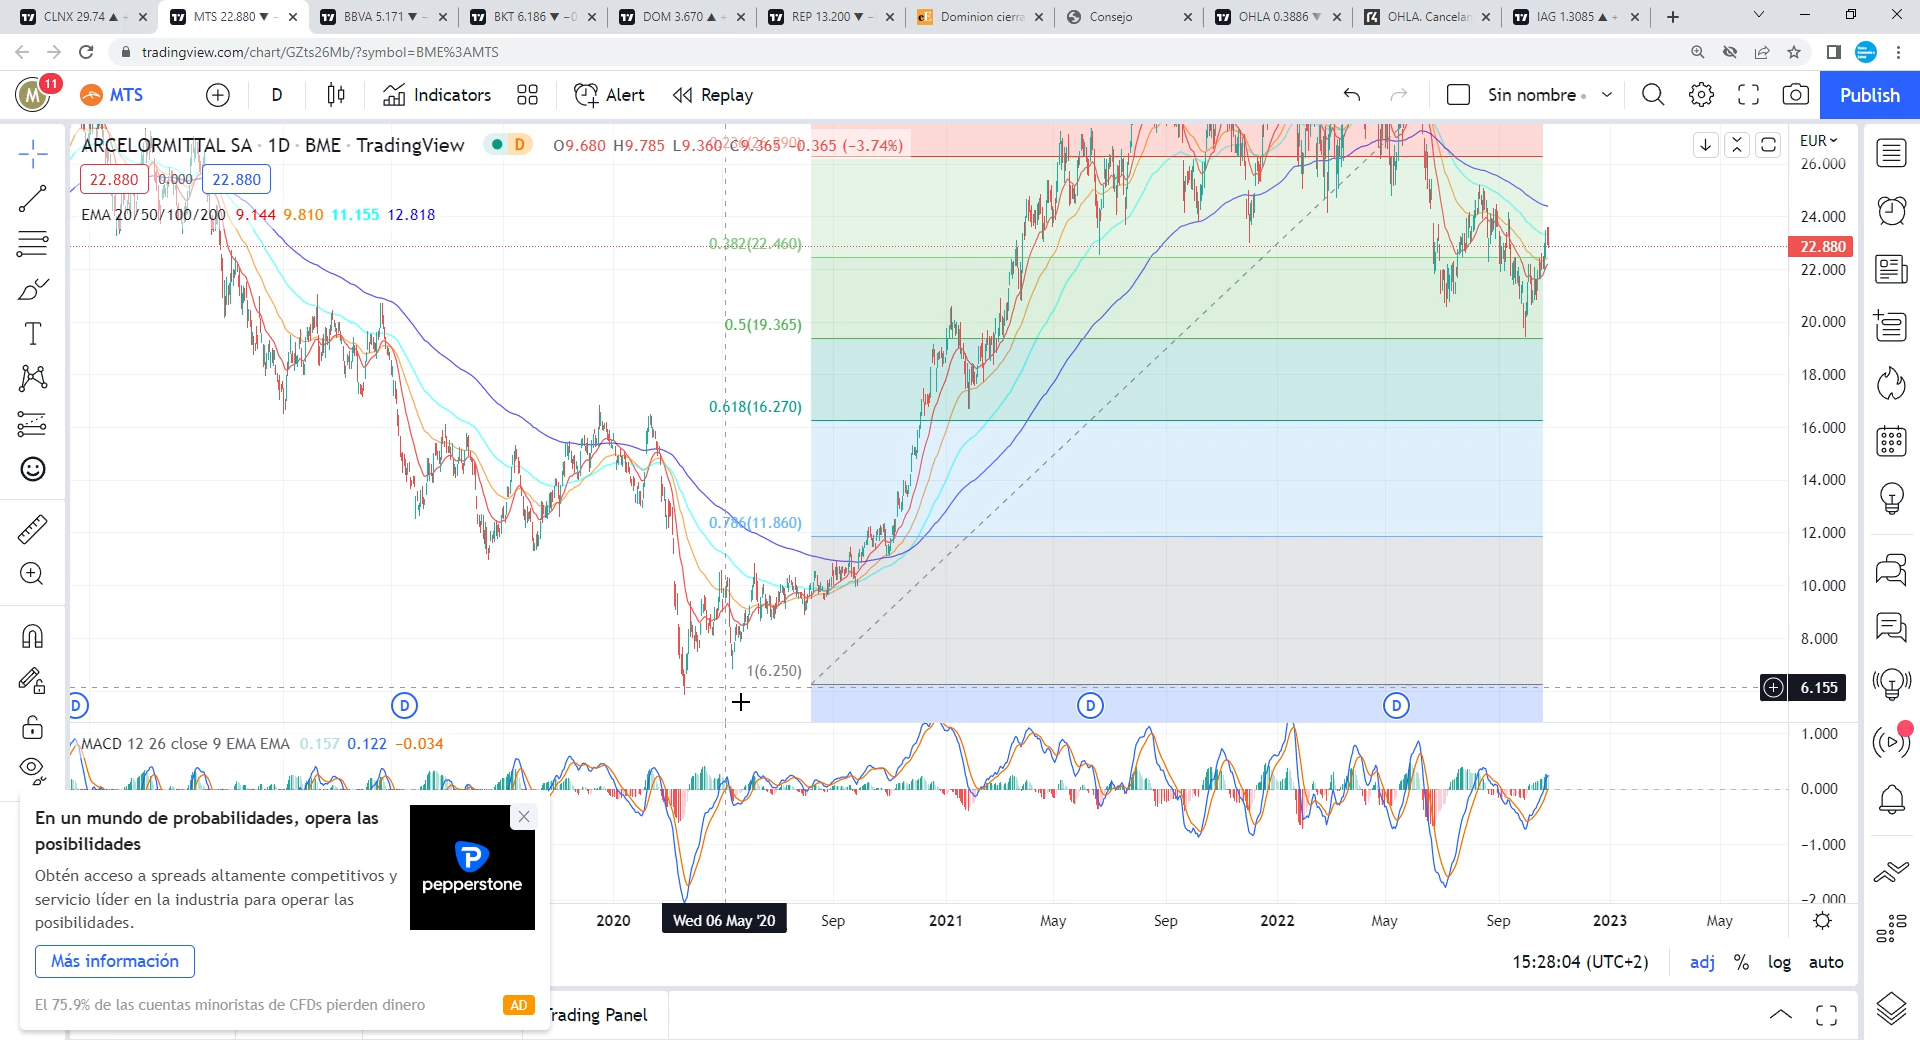 CLNX 29.74 ▲
MTS 22.880 ▼ −
BBVA 5.171 ▼ −
BKT 6.186 ▼ −0
DOM 3.670 ▲ +
REP 13.200 ▼ −
Dominion cierra
Consejo
OHLA 0.3886 ▼
OHLA. Cancelan
IAG 1.3085 ▲ +
tradingview.com/chart/GZts26Mb/?symbol=BME%3AMTS
M 11
MTS
D
Indicators
Alert
Replay
Sin nombre
Publish
ARCELORMITTAL SA · 1D · BME · TradingView
D
O9.680 H9.785 L9.360 C9.365 −0.365 (−3.74%)
0.236(26.290)
EUR
22.880 0.000 22.880
EMA 20/50/100/200 9.144 9.810 11.155 12.818
26.000
24.000
22.880
22.000
20.000
18.000
16.000
14.000
12.000
10.000
8.000
6.155
0.382(22.460)
0.5(19.365)
0.618(16.270)
0.786(11.860)
1(6.250)
D
D
D
D
MACD 12 26 close 9 EMA EMA 0.157 0.122 −0.034
1.000
0.000
−1.000
−2.000
En un mundo de probabilidades, opera las
posibilidades
Obtén acceso a spreads altamente competitivos y
servicio líder en la industria para operar las
posibilidades.
pepperstone
Más información
El 75.9% de las cuentas minoristas de CFDs pierden dinero
AD
2020 Wed 06 May '20 Sep 2021 May Sep 2022 May Sep 2023 May
15:28:04 (UTC+2) adj % log auto
Trading Panel